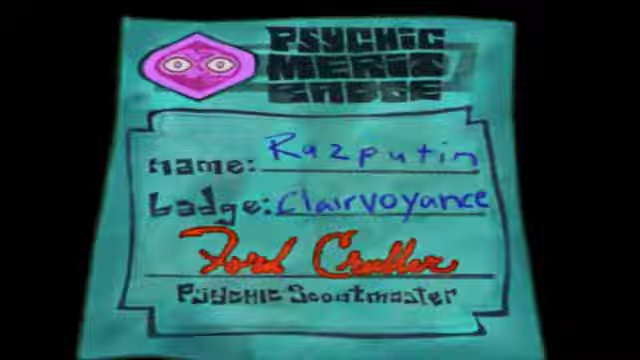 PSYCHIC
MERIT
BADGE
name: Razputin
badge: Clairvoyance
Ford Cruller
Psychic Scoutmaster